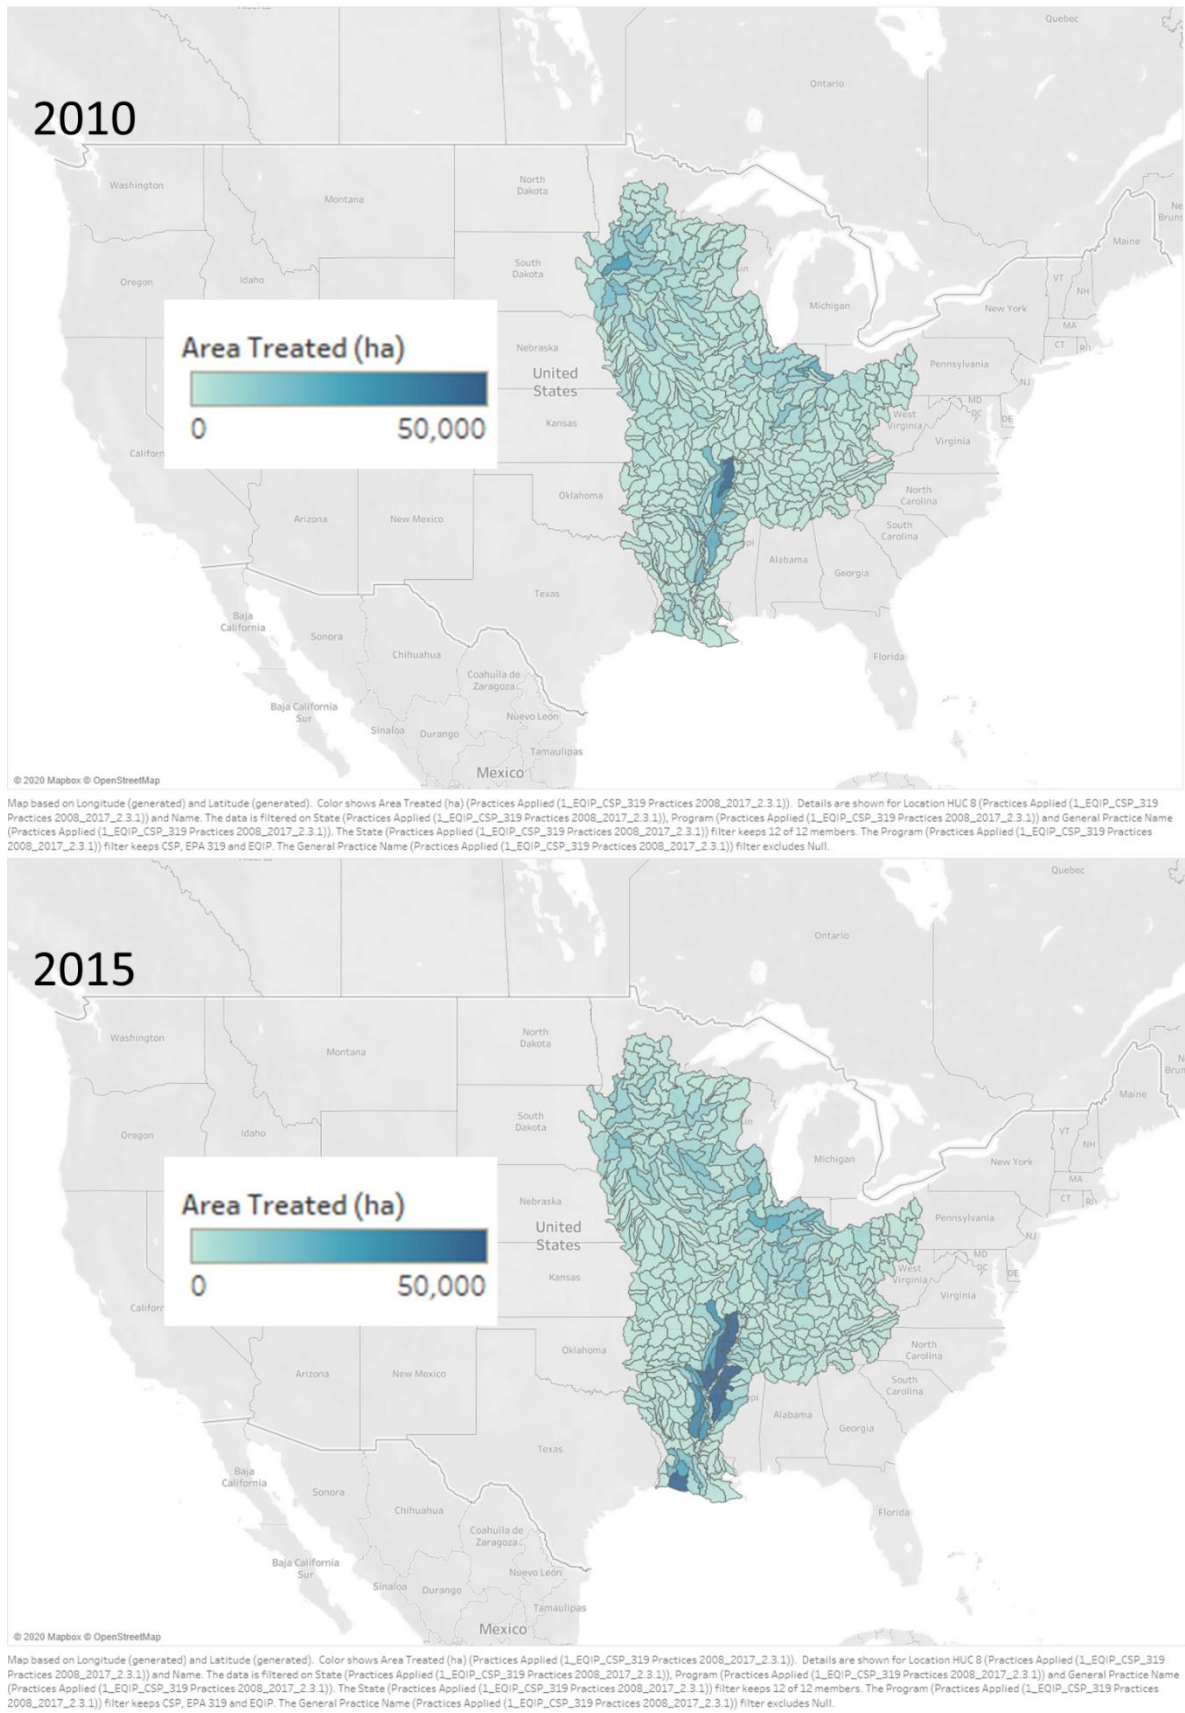 Quebec
Ontario
2010
Washington
North
Dakota
Montana
Maine
South
Dakota
Oregon
Idaho
VT
NH
Michigan
New York
MA
CT
Area Treated (ha)
0
50,000
Nebraska
Pennsylvania
United
States
NJ
MD
DC
DE
West
Virginia
Kansas
Virginia
Californ
Oklahoma
North
Carolina
Arizona
New Mexico
South
Carolina
Alabama
Georgia
Texas
Baja
California
Sonora
Chihuahua
Florida
Coahuila de
Zaragoza
Baja California
Sur
Nuevo León
Sinaloa
Durango
Tamaulipas
Mexico
© 2020 Mapbox © OpenStreetMap
Map based on Longitude (generated) and Latitude (generated). Color shows Area Treated (ha) (Practices Applied (1_EQIP_CSP_319 Practices 2008_2017_2.3.1)). Details are shown for Location HUC 8 (Practices Applied (1_EQIP_CSP_319
Practices 2008_2017_2.3.1)) and Name. The data is filtered on State (Practices Applied (1_EQIP_CSP_319 Practices 2008_2017_2.3.1)), Program (Practices Applied (1_EQIP_CSP_319 Practices 2008_2017_2.3.1)) and General Practice Name
(Practices Applied (1_EQIP_CSP_319 Practices 2008_2017_2.3.1)). The State (Practices Applied (1_EQIP_CSP_319 Practices 2008_2017_2.3.1)) filter keeps 12 of 12 members. The Program (Practices Applied (1_EQIP_CSP_319 Practices
2008_2017_2.3.1)) filter keeps CSP, EPA 319 and EQIP. The General Practice Name (Practices Applied (1_EQIP_CSP_319 Practices 2008_2017_2.3.1)) filter excludes Null.
Quebec
Ontario
2015
Washington
North
Dakota
Montana
Maine
South
Dakota
Oregon
Idaho
VT
NH
Michigan
New York
MA
CT
RI
Area Treated (ha)
0
50,000
Nebraska
Pennsylvania
United
States
NJ
MD
DC
DE
West
Virginia
Kansas
Virginia
Califor
Oklahoma
North
Carolina
Arizona
New Mexico
South
Carolina
Alabama
Georgia
Texas
Baja
California
Sonora
Chihuahua
Florida
Coahuila de
Zaragoza
Baja California
Sur
Nuevo León
Sinaloa
Durango
Tamaulipas
Mexico
© 2020 Mapbox © OpenStreetMap
Map based on Longitude (generated) and Latitude (generated). Color shows Area Treated (ha) (Practices Applied (1_EQIP_CSP_319 Practices 2008_2017_2.3.1)). Details are shown for Location HUC 8 (Practices Applied (1_EQIP_CSP_319
Practices 2008_2017_2.3.1)) and Name. The data is filtered on State (Practices Applied (1_EQIP_CSP_319 Practices 2008_2017_2.3.1)), Program (Practices Applied (1_EQIP_CSP_319 Practices 2008_2017_2.3.1)) and General Practice Name
(Practices Applied (1_EQIP_CSP_319 Practices 2008_2017_2.3.1)). The State (Practices Applied (1_EQIP_CSP_319 Practices 2008_2017_2.3.1)) filter keeps 12 of 12 members. The Program (Practices Applied (1_EQIP_CSP_319 Practices
2008_2017_2.3.1)) filter keeps CSP, EPA 319 and EQIP. The General Practice Name (Practices Applied (1_EQIP_CSP_319 Practices 2008_2017_2.3.1)) filter excludes Null.